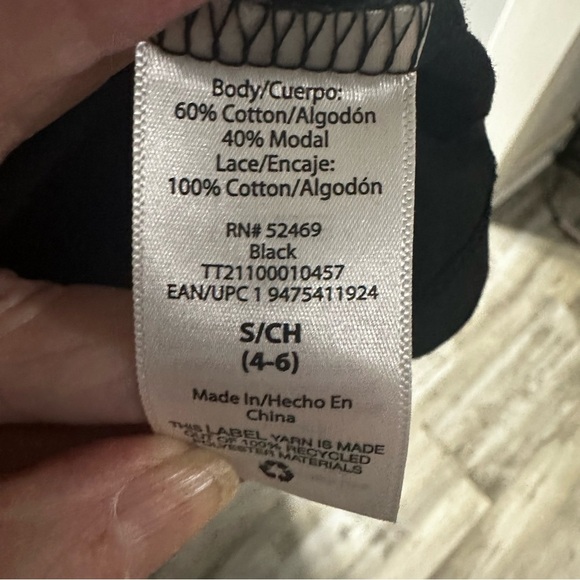 Body/Cuerpo:
60% Cotton/Algodón
40% Modal
Lace/Encaje:
100% Cotton/Algodón
RN# 52469
Black
TT21100010457
EAN/UPC 1 9475411924
S/CH
(4-6)
Made In/Hecho En
China
THIS LABEL YARN IS MADE
OUT OF 100% RECYCLED
POLYESTER MATERIALS